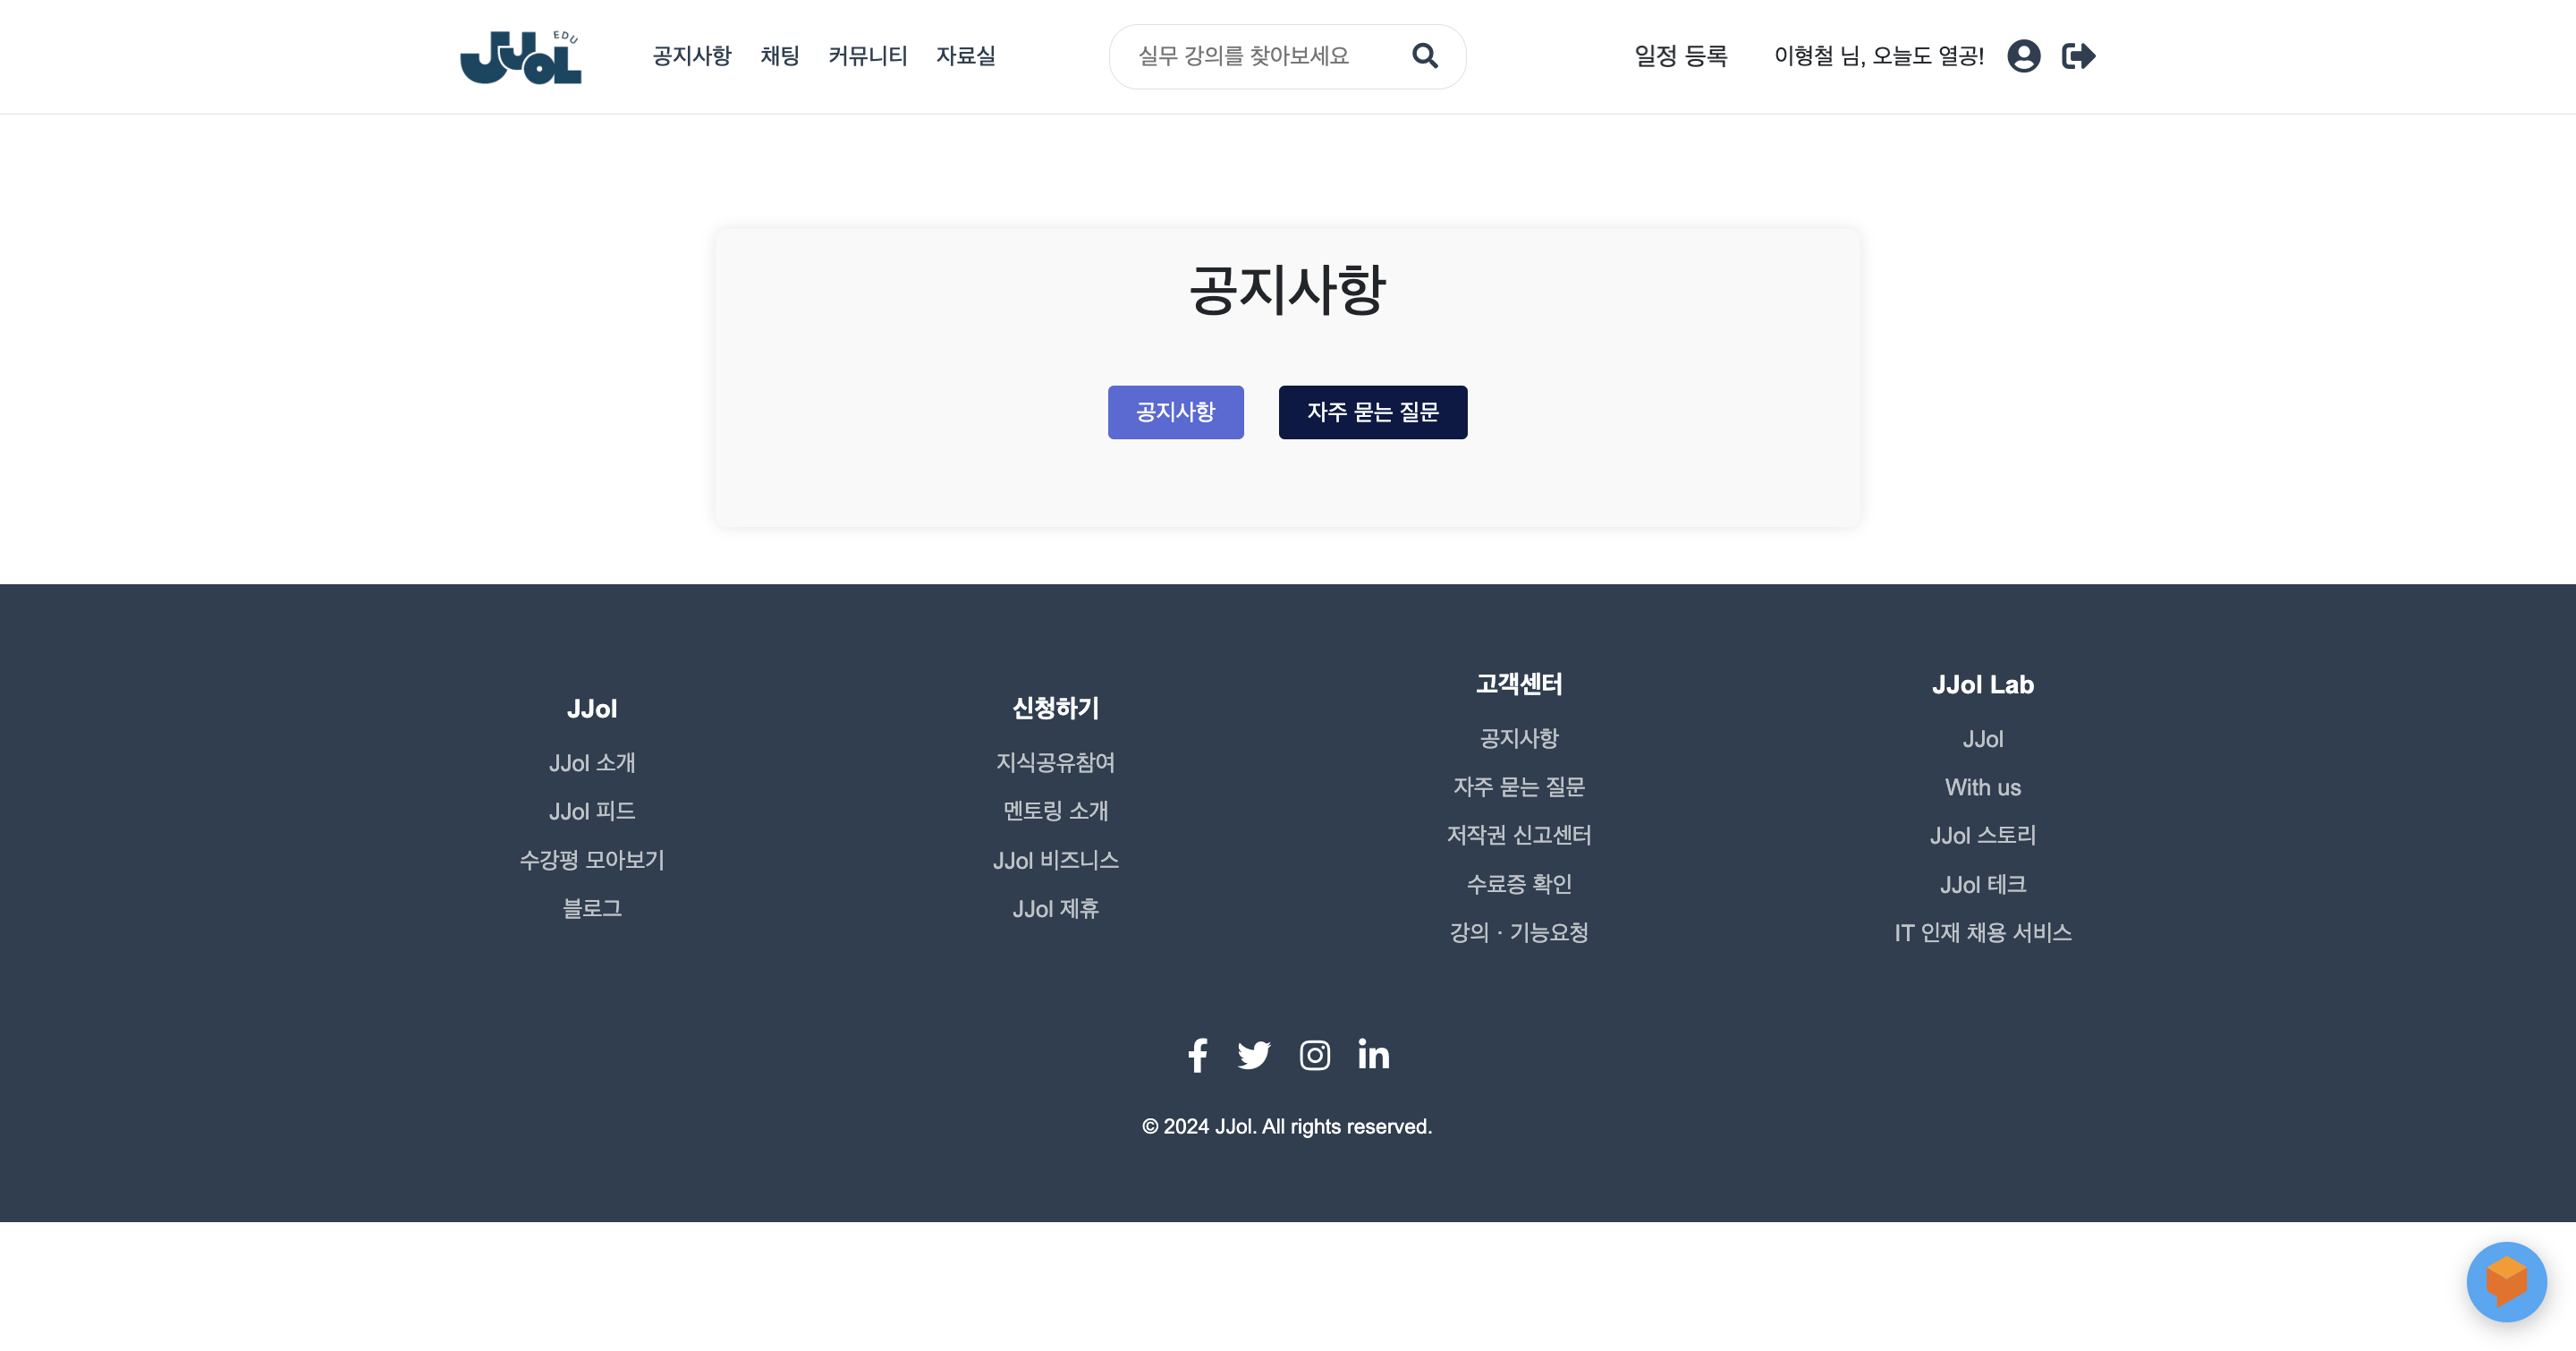 JJOL EDU
공지사항 채팅 커뮤니티 자료실
실무 강의를 찾아보세요
일정 등록
이형철 님, 오늘도 열공!
공지사항
공지사항
자주 묻는 질문
JJol
JJol 소개
JJol 피드
수강평 모아보기
블로그
신청하기
지식공유참여
멘토링 소개
JJol 비즈니스
JJol 제휴
고객센터
공지사항
자주 묻는 질문
저작권 신고센터
수료증 확인
강의 · 기능요청
JJol Lab
JJol
With us
JJol 스토리
JJol 테크
IT 인재 채용 서비스
© 2024 JJol. All rights reserved.